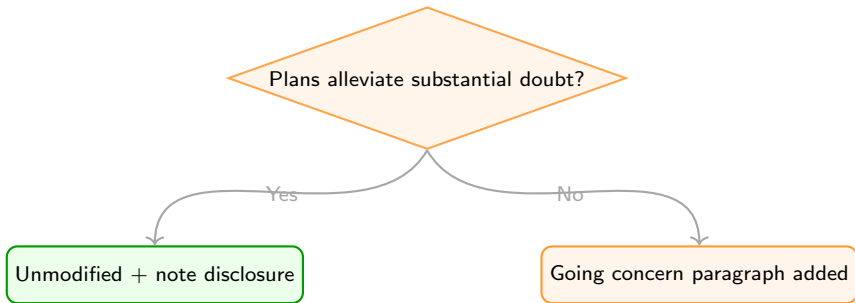 Plans alleviate substantial doubt?
Yes
No
Unmodified + note disclosure
Going concern paragraph added